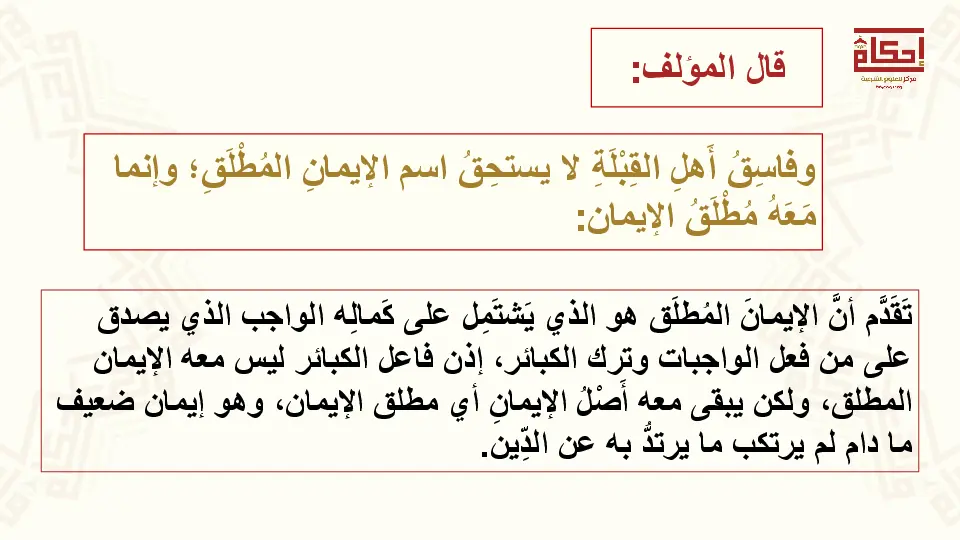 إحكام
مركز للعلوم الشرعية
قال المؤلف:
وفاسِقُ أَهلِ القِبْلَةِ لا يستحِقُ اسم الإيمانِ المُطْلَقِ؛ وإنما
مَعَهُ مُطْلَقُ الإيمان:
تَقَدَّم أنَّ الإيمانَ المُطلَق هو الذي يَشتَمِل على كَمالِه الواجب الذي يصدق
على من فعل الواجبات وترك الكبائر، إذن فاعل الكبائر ليس معه الإيمان
المطلق، ولكن يبقى معه أَصْلُ الإيمانِ أي مطلق الإيمان، وهو إيمان ضعيف
ما دام لم يرتكب ما يرتدُّ به عن الدِّين.